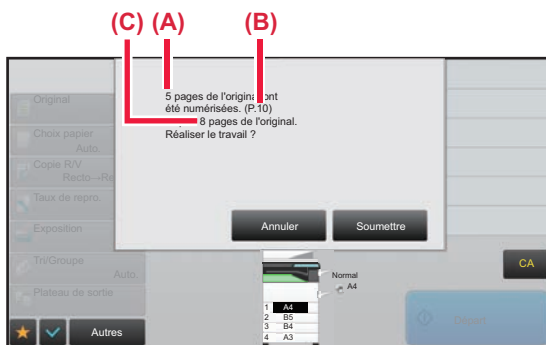 (C) (A) (B)
5 pages de l'original ont
été numérisées. (P.10)
8 pages de l'original.
Réaliser le travail ?
Annuler Soumettre
Original
Choix papier
Auto.
Copie R/V
Recto→Re
Taux de repro.
Exposition
Tri/Groupe
Auto.
Plateau de sortie
Autres
Normal
A4
1 A4
2 B5
3 B4
4 A3
CA
Départ